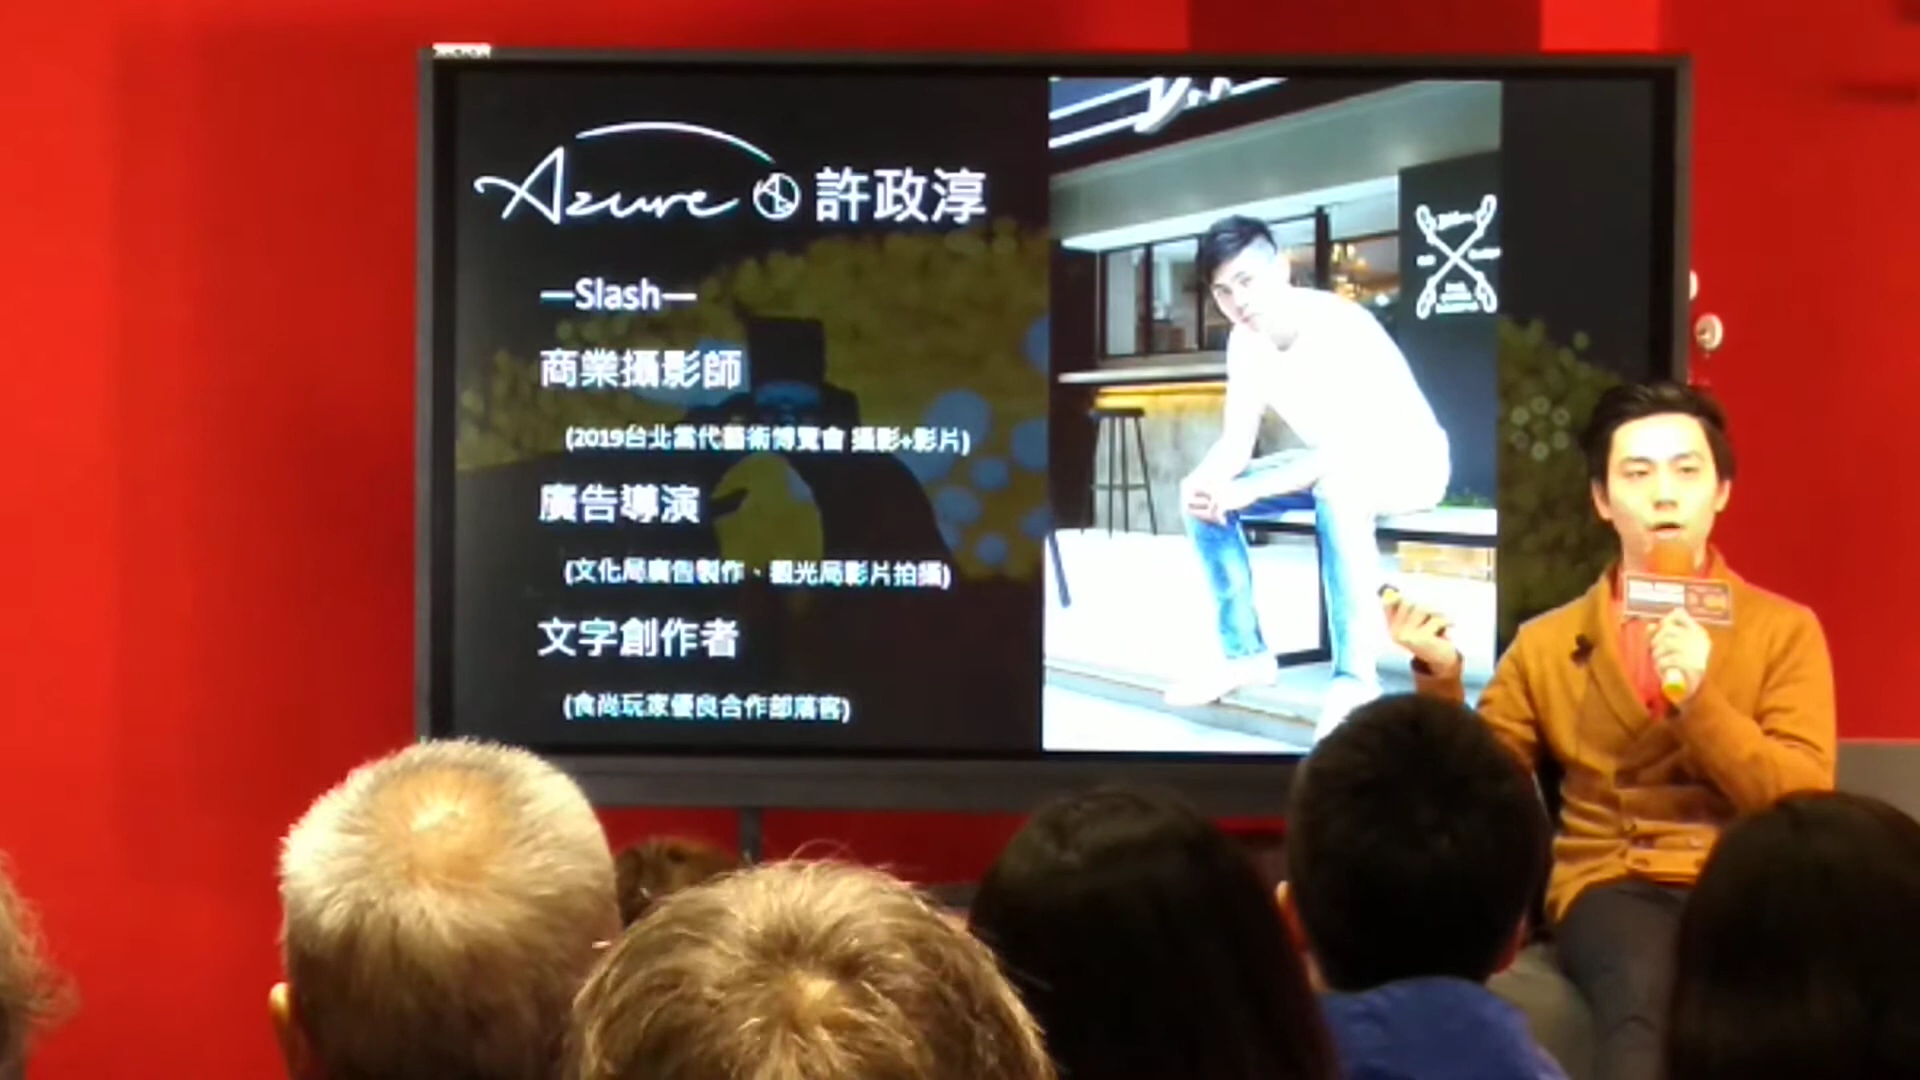 Azure 許政淳
—Slash—
商業攝影師
(2019台北當代藝術博覽會 攝影+影片)
廣告導演
(文化局廣告製作、觀光局影片拍攝)
文字創作者
(食尚玩家優良合作部落客)